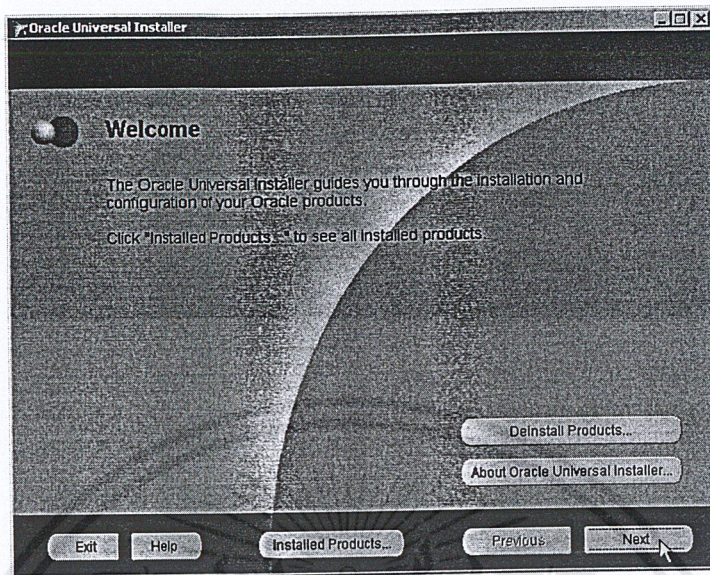 Oracle Universal Installer
Welcome
The Oracle Universal Installer guides you through the installation and
configuration of your Oracle products.
Click "Installed Products..." to see all installed products.
Deinstall Products...
About Oracle Universal Installer...
Exit
Help
Installed Products...
Previous
Next